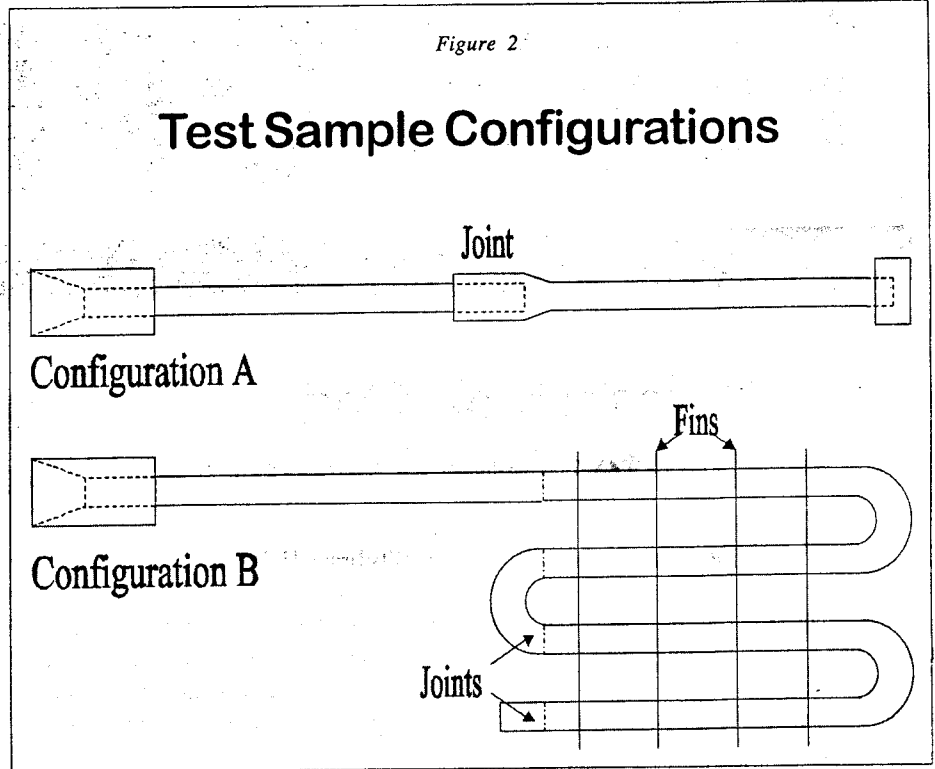 Figure 2
Test Sample Configurations
Joint
Configuration A
Fins
Configuration B
Joints